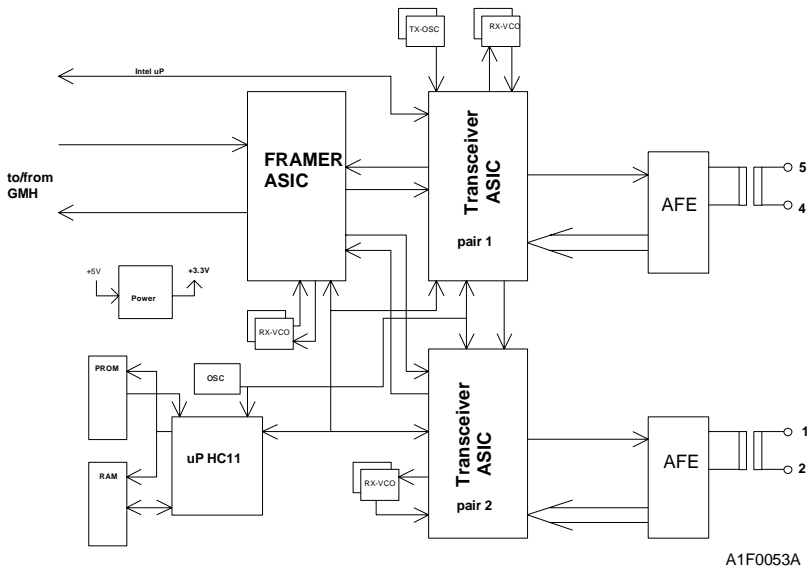 TX-OSC
RX-VCO
Intel uP
FRAMER
ASIC
Transceiver
ASIC
pair 1
AFE
5
4
to/from
GMH
+5V
Power
+3.3V
RX-VCO
PROM
OSC
uP HC11
RAM
Transceiver
ASIC
pair 2
RX-VCO
AFE
1
2
A1F0053A